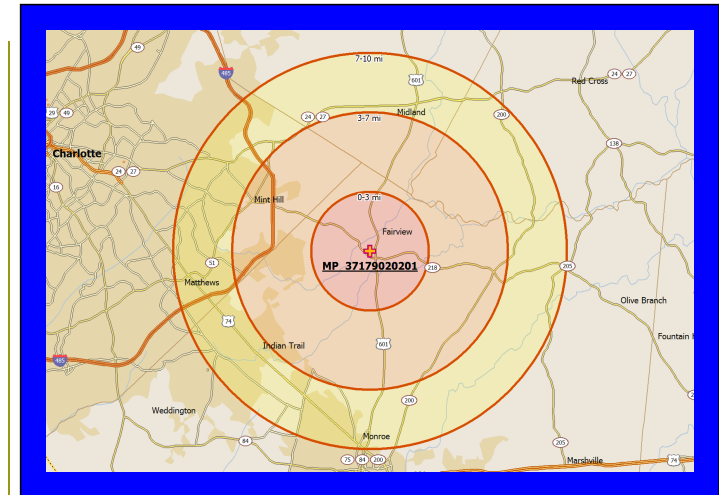 7-10 mi
49
485
601
Red Cross
24 27
29 49
24 27
Midland
200
3-7 mi
138
Charlotte
24 27
16
Mint Hill
0-3 mi
Fairview
MP_37179020201
218
205
51
Matthews
Olive Branch
74
Fountain H
Indian Trail
601
485
200
Weddington
Monroe
84
205
75 84 200
Marshville
74